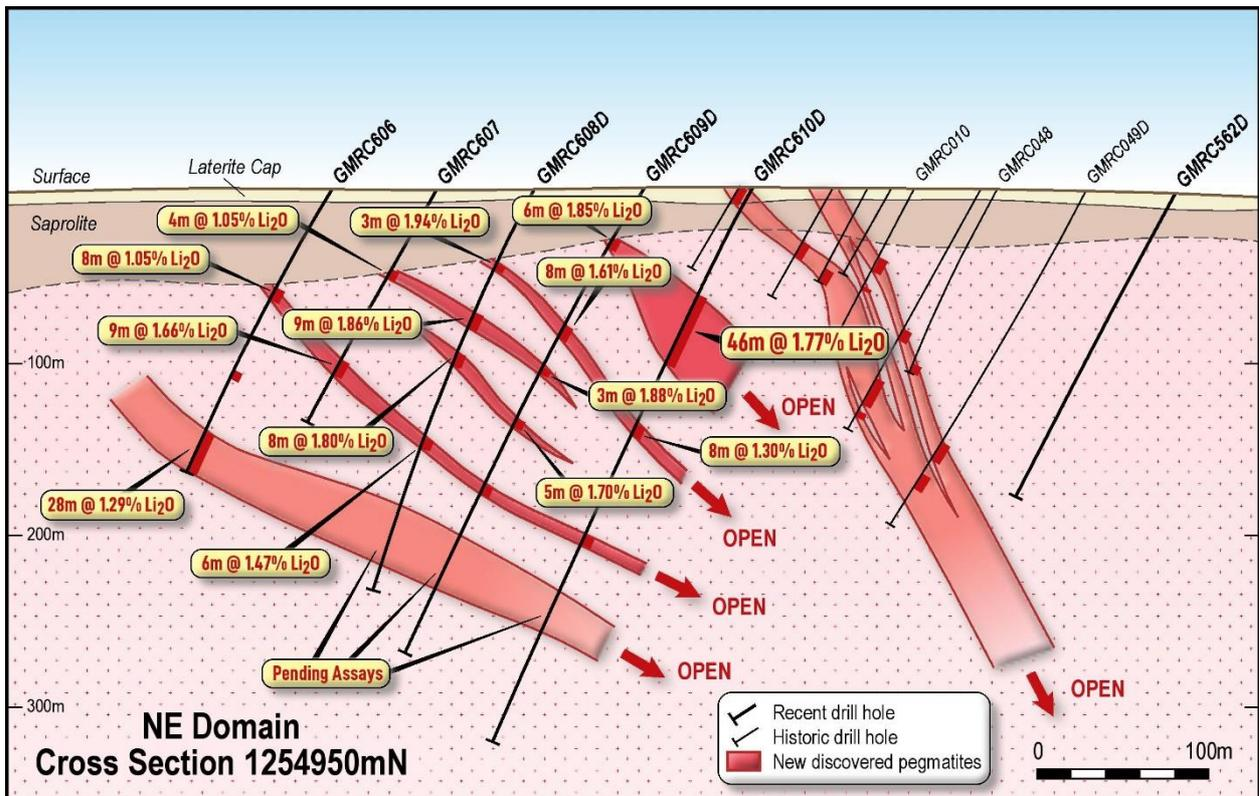 GMRC606
GMRC607
GMRC608D
GMRC609D
GMRC610D
GMRC010
GMRC048
GMRC049D
GMRC562D
Surface
Laterite Cap
Saprolite
4m @ 1.05% Li2O
3m @ 1.94% Li2O
6m @ 1.85% Li2O
8m @ 1.05% Li2O
8m @ 1.61% Li2O
9m @ 1.66% Li2O
9m @ 1.86% Li2O
46m @ 1.77% Li2O
100m
3m @ 1.88% Li2O
OPEN
8m @ 1.80% Li2O
8m @ 1.30% Li2O
28m @ 1.29% Li2O
5m @ 1.70% Li2O
200m
OPEN
6m @ 1.47% Li2O
OPEN
Pending Assays
OPEN
OPEN
300m
NE Domain
Cross Section 1254950mN
Recent drill hole
Historic drill hole
New discovered pegmatites
0 100m